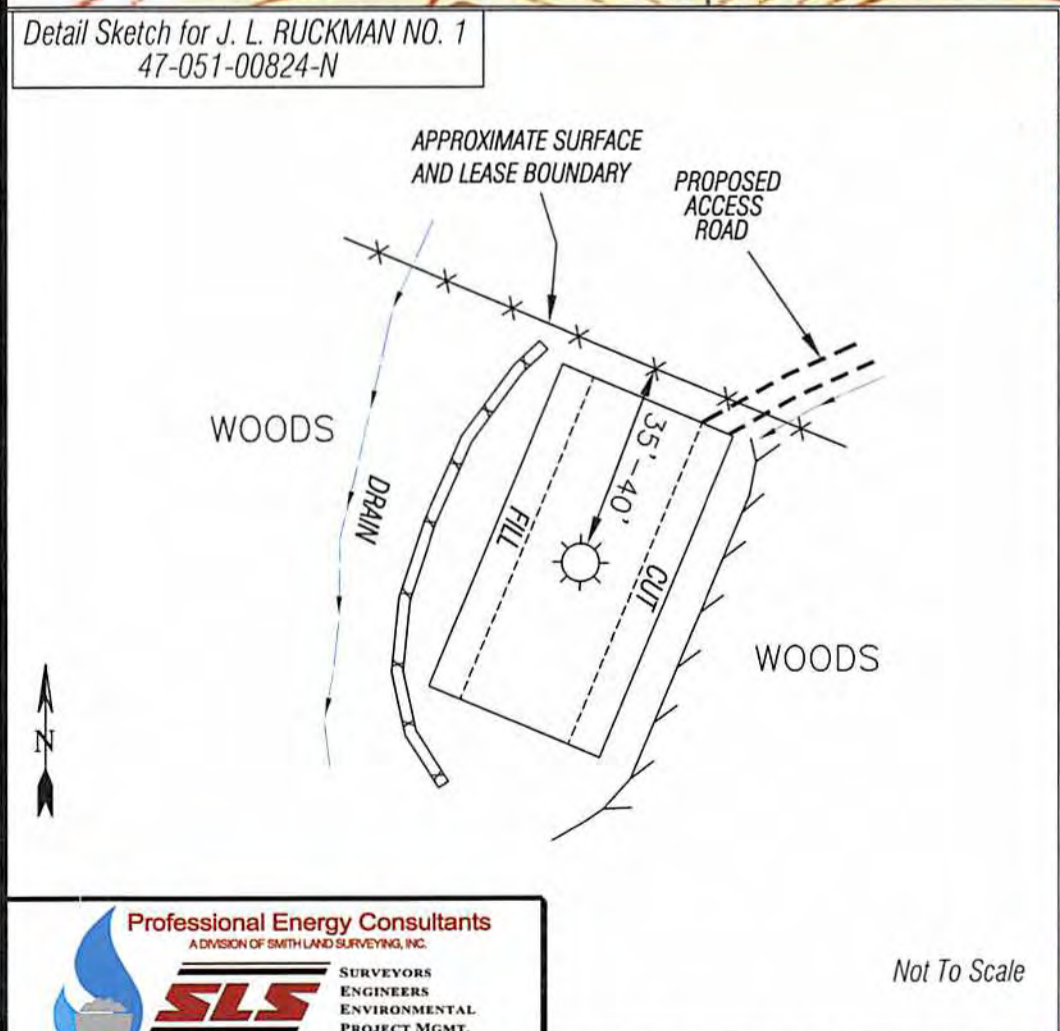 Detail Sketch for J. L. RUCKMAN NO. 1
47-051-00824-N
APPROXIMATE SURFACE
AND LEASE BOUNDARY
PROPOSED
ACCESS
ROAD
WOODS
DRAIN
FILL
35'-40'
CUT
WOODS
N
Professional Energy Consultants
A DIVISION OF SMITH LAND SURVEYING, INC.
SLS
SURVEYORS
ENGINEERS
ENVIRONMENTAL
PROJECT MGMT.
Not To Scale